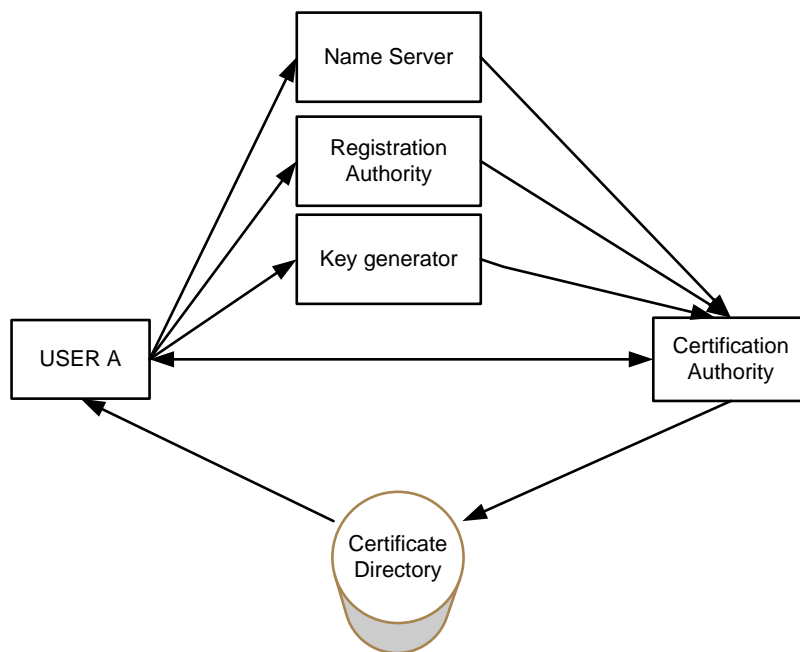 Name Server
Registration
Authority
Key generator
USER A
Certification
Authority
Certificate
Directory